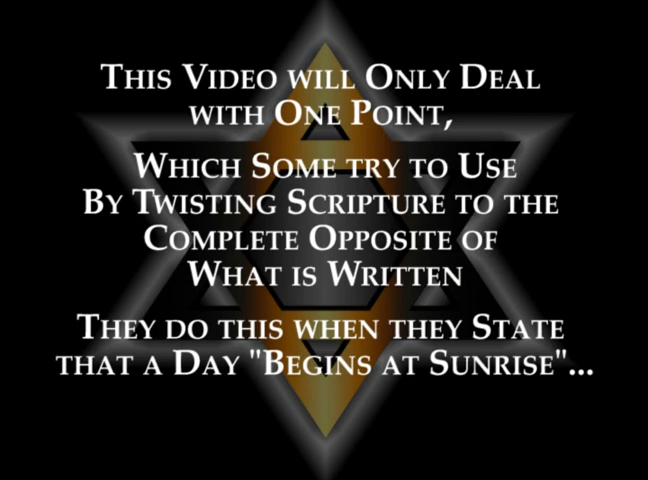 This Video will Only Deal
with One Point,
Which Some try to Use
By Twisting Scripture to the
Complete Opposite of
What is Written
They do this when they State
that a Day "Begins at Sunrise"...